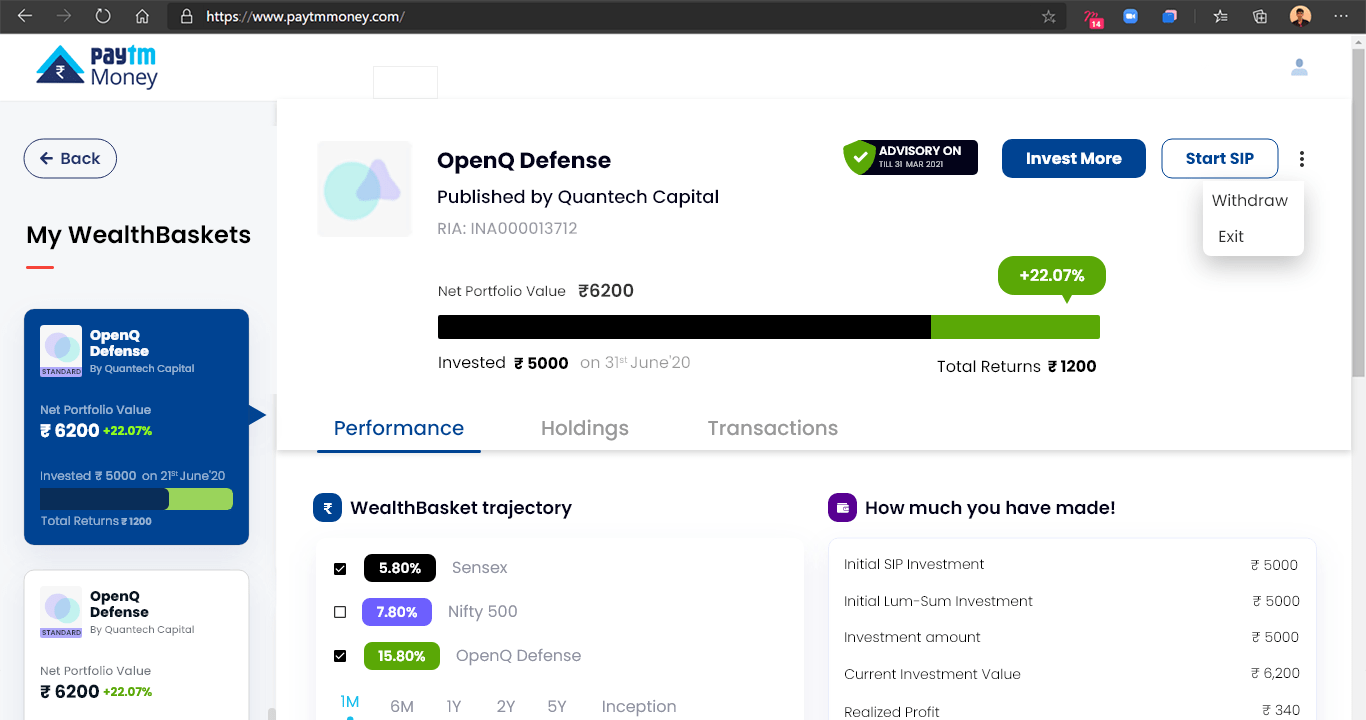 https://www.paytmmoney.com/
14
paytm
₹ Money
Back
My WealthBaskets
OpenQ
Defense
STANDARD
By Quantech Capital
Net Portfolio Value
₹ 6200 +22.07%
Invested ₹ 5000 on 21st June'20
Total Returns ₹ 1200
OpenQ
Defense
STANDARD
By Quantech Capital
Net Portfolio Value
₹ 6200 +22.07%
OpenQ Defense
Published by Quantech Capital
RIA: INA000013712
ADVISORY ON
TILL 31 MAR 2021
Invest More
Start SIP
Withdraw
Exit
Net Portfolio Value ₹6200
+22.07%
Invested ₹ 5000 on 31st June'20
Total Returns ₹ 1200
Performance
Holdings
Transactions
₹ WealthBasket trajectory
5.80% Sensex
7.80% Nifty 500
15.80% OpenQ Defense
1M 6M 1Y 2Y 5Y Inception
How much you have made!
Initial SIP Investment ₹ 5000
Initial Lum-Sum Investment ₹ 5000
Investment amount ₹ 5000
Current Investment Value ₹ 6,200
Realized Profit ₹ 340